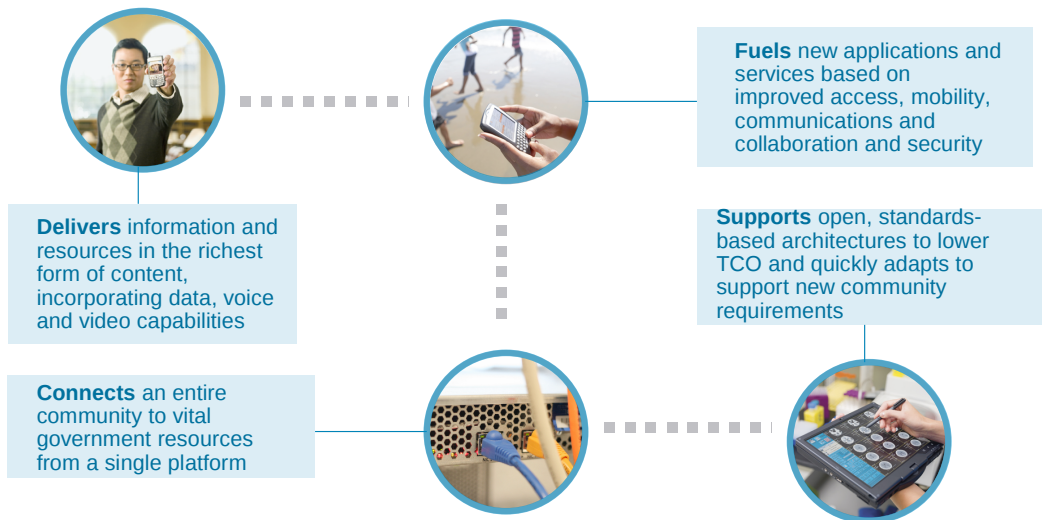 Fuels new applications and
services based on
improved access, mobility,
communications and
collaboration and security
Delivers information and
resources in the richest
form of content,
incorporating data, voice
and video capabilities
Supports open, standards-
based architectures to lower
TCO and quickly adapts to
support new community
requirements
Connects an entire
community to vital
government resources
from a single platform